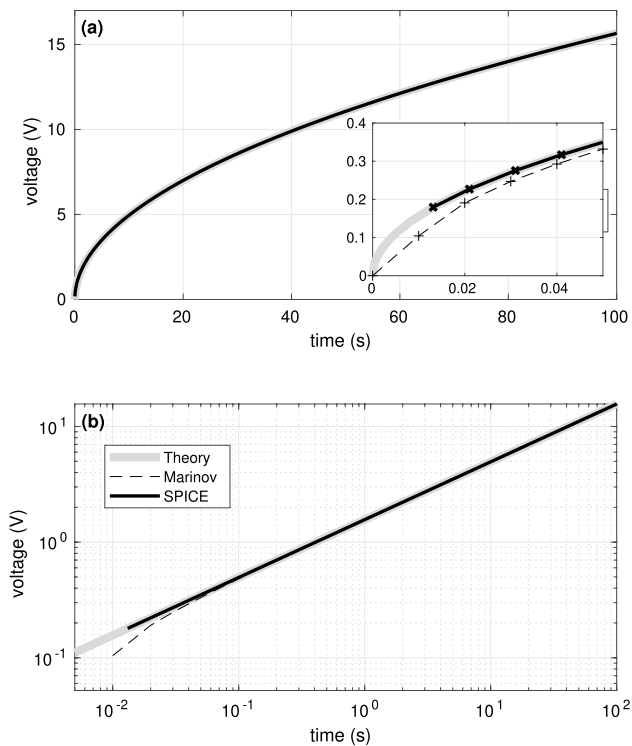 (a)
15
10
5
0
voltage (V)
0.4
0.3
0.2
0.1
0
0 0.02 0.04
0 20 40 60 80 100
time (s)
(b)
10^1
10^0
10^-1
voltage (V)
Theory
Marinov
SPICE
10^-2 10^-1 10^0 10^1 10^2
time (s)